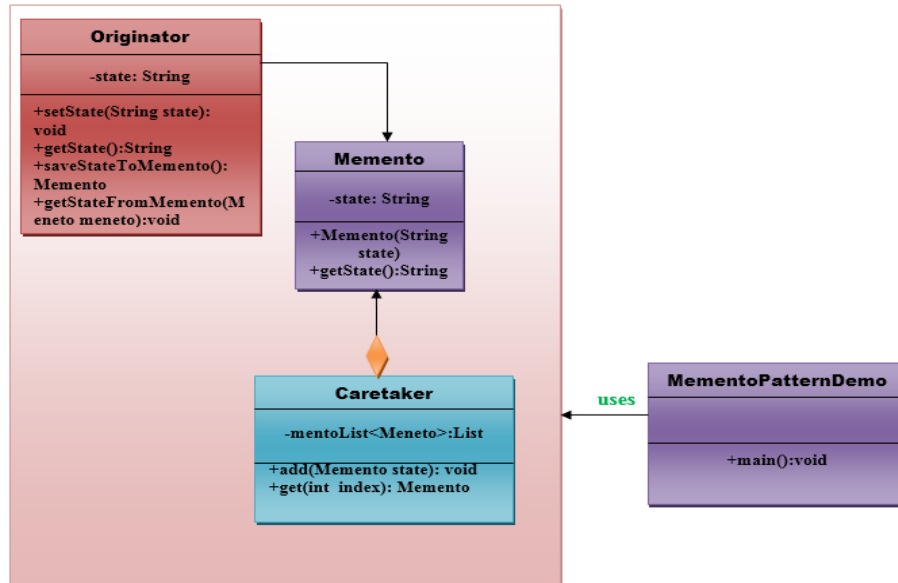 Originator
-state: String
+setState(String state):
void
+getState():String
+saveStateToMemento():
Memento
+getStateFromMemento(M
eneto meneto):void
Memento
-state: String
+Memento(String
state)
+getState():String
Caretaker
-mentoList<Meneto>:List
+add(Memento state): void
+get(int index): Memento
uses
MementoPatternDemo
+main():void